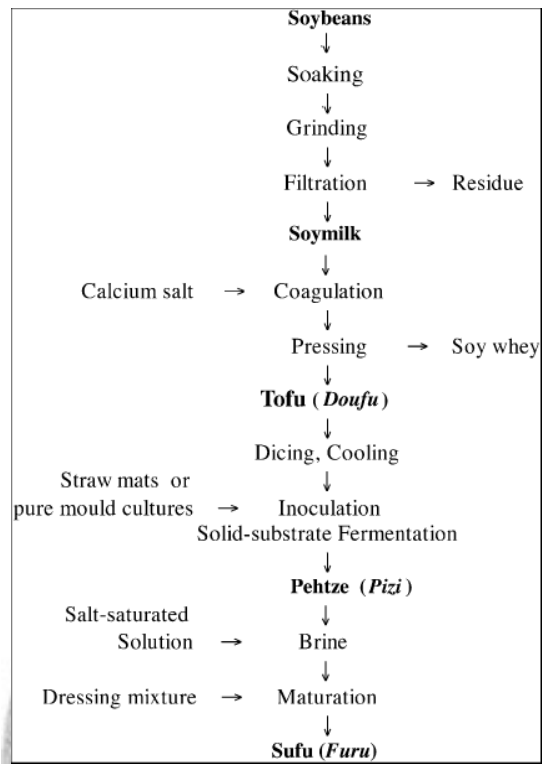 Soybeans
↓
Soaking
↓
Grinding
↓
Filtration → Residue
↓
Soymilk
↓
Calcium salt → Coagulation
↓
Pressing → Soy whey
↓
Tofu (Doufu)
↓
Dicing, Cooling
↓
Straw mats or
pure mould cultures → Inoculation
Solid-substrate Fermentation
↓
Pehtze (Pizi)
↓
Salt-saturated
Solution → Brine
↓
Dressing mixture → Maturation
↓
Sufu (Furu)